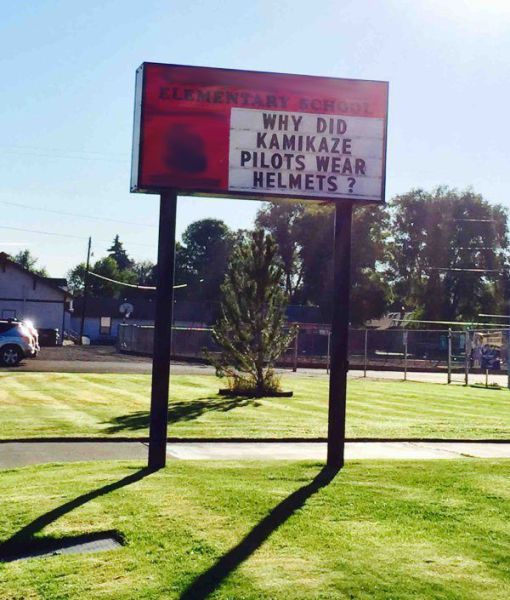 ELEMENTARY SCHOOL
WHY DID
KAMIKAZE
PILOTS WEAR
HELMETS ?